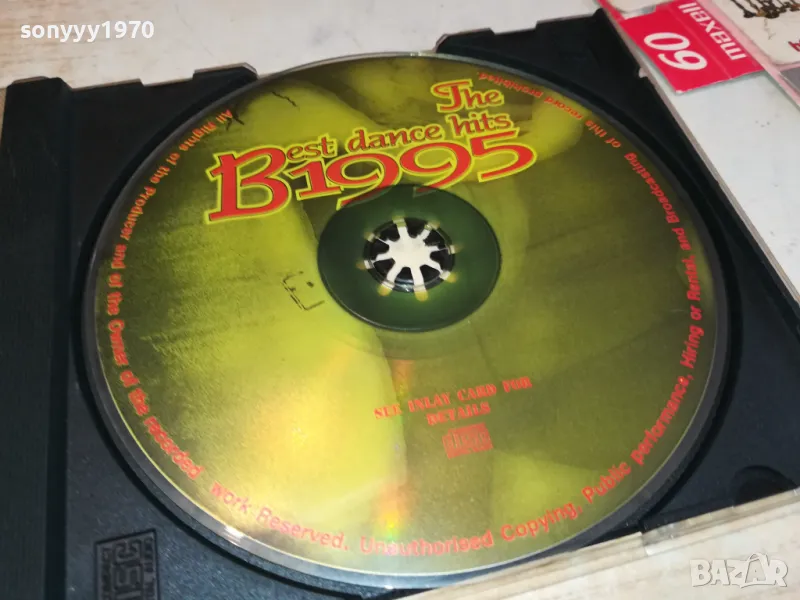 sonyyy1970
60
maxell
The
Best dance hits
1995
All Rights of the Producer and of the Owner of the recorded work Reserved. Unauthorised Copying, Public performance, Hiring or Rental, and Broadcasting of this record prohibited
SEE INLAY CARD FOR
DETAILS
BAZAR